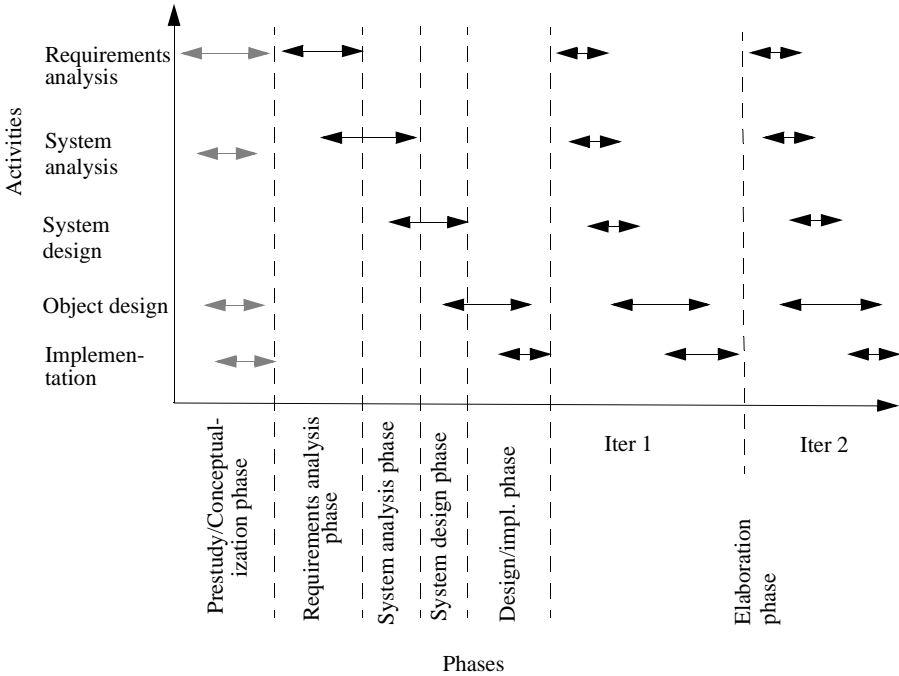 Activities
Requirements
analysis
System
analysis
System
design
Object design
Implemen-
tation
Prestudy/Conceptual-
ization phase
Requirements analysis
phase
System analysis phase
System design phase
Design/impl. phase
Iter 1
Elaboration
phase
Iter 2
Phases